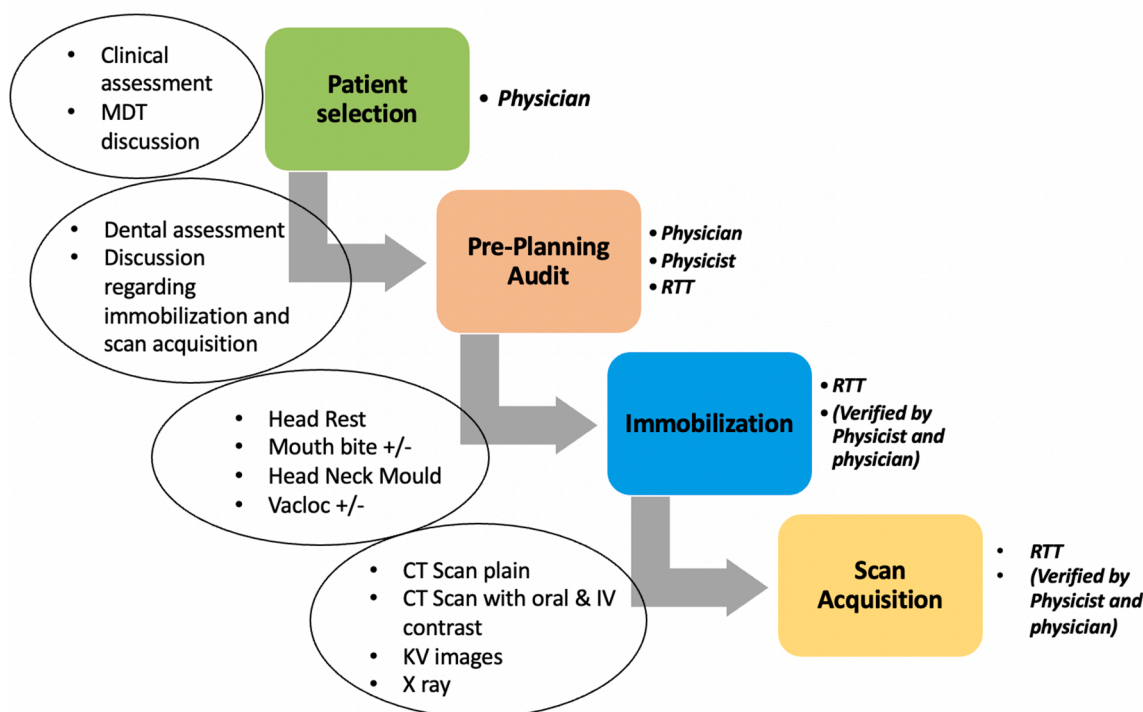 • Clinical
assessment
• MDT
discussion
Patient
selection
• Physician
• Dental assessment
• Discussion
regarding
immobilization and
scan acquisition
Pre-Planning
Audit
• Physician
• Physicist
• RTT
• Head Rest
• Mouth bite +/-
• Head Neck Mould
• Vacloc +/-
Immobilization
• RTT
• (Verified by
Physicist and
physician)
• CT Scan plain
• CT Scan with oral & IV
contrast
• KV images
• X ray
Scan
Acquisition
• RTT
• (Verified by
Physicist and
physician)